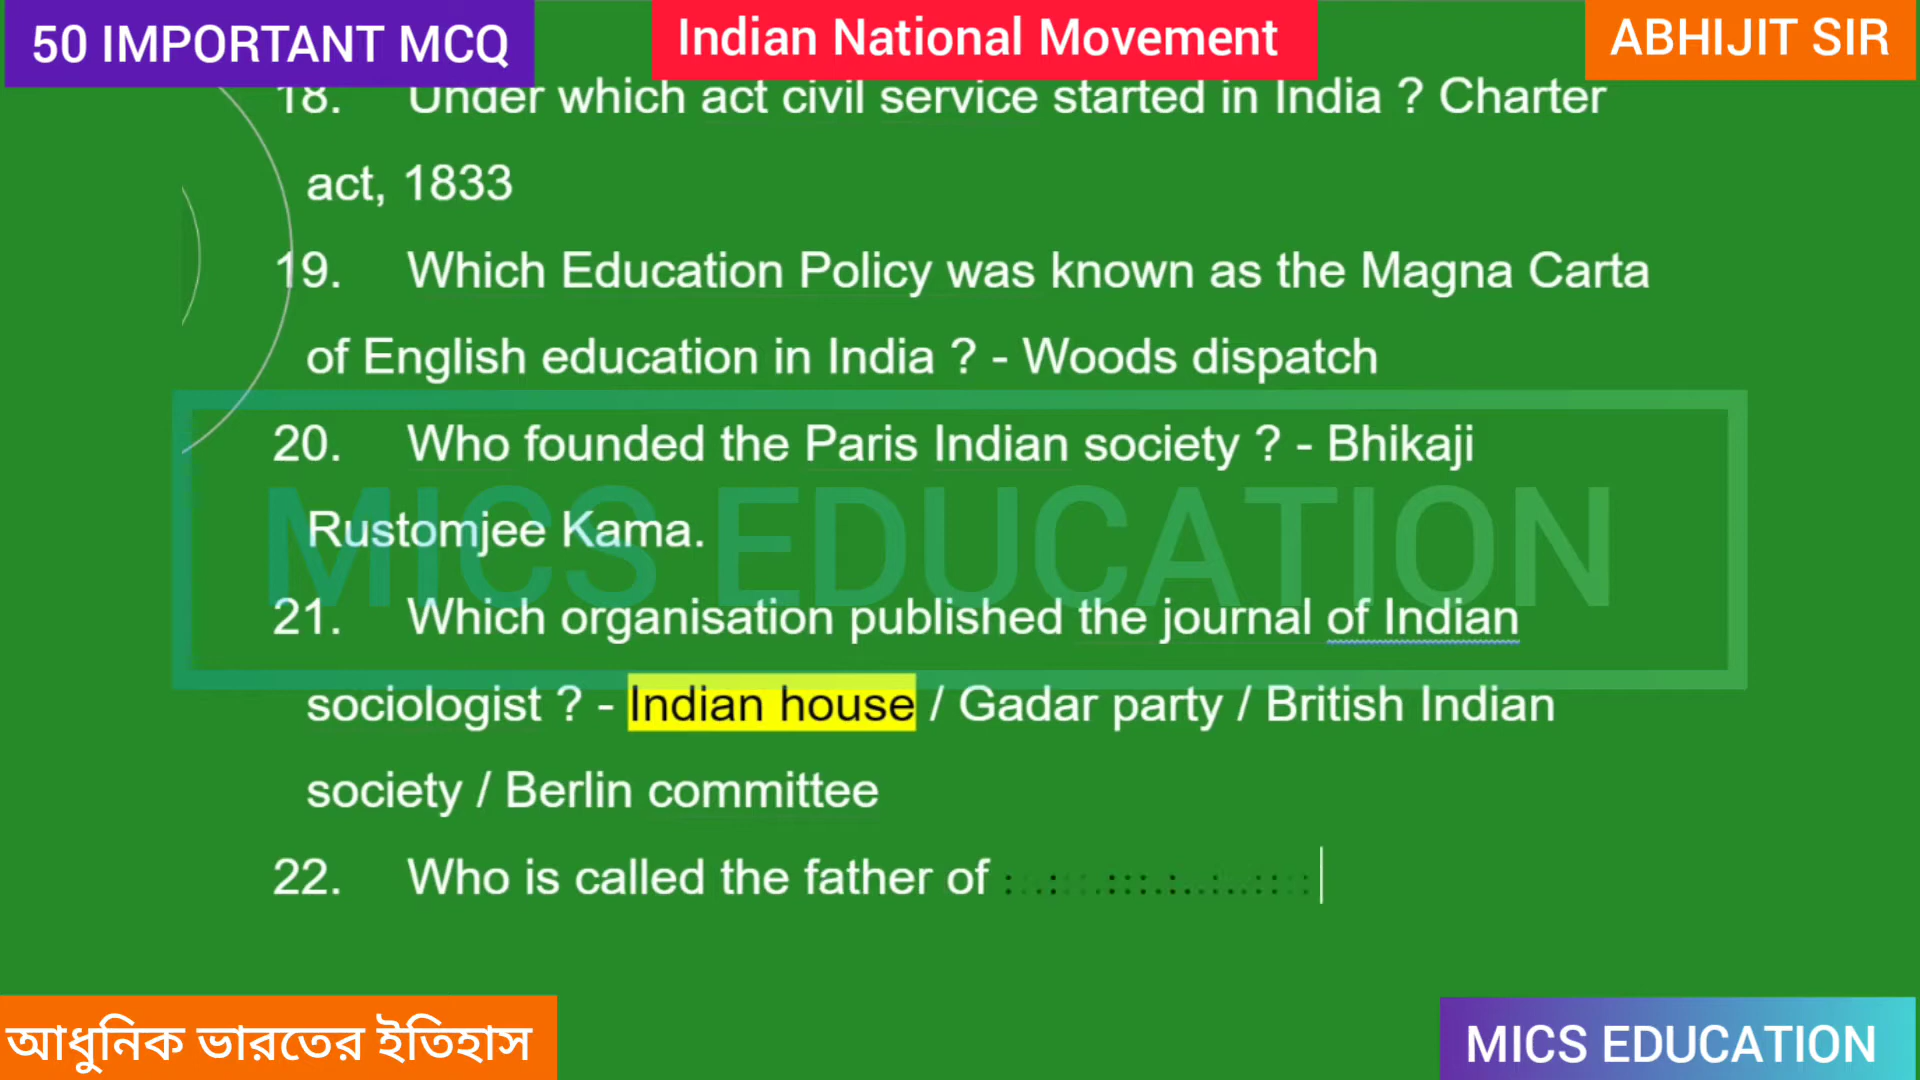 50 IMPORTANT MCQ
Indian National Movement
ABHIJIT SIR
18. Under which act civil service started in India ? Charter
act, 1833
19. Which Education Policy was known as the Magna Carta
of English education in India ? - Woods dispatch
20. Who founded the Paris Indian society ? - Bhikaji
Rustomjee Kama.
MICS EDUCATION
21. Which organisation published the journal of Indian
sociologist ? - Indian house / Gadar party / British Indian
society / Berlin committee
22. Who is called the father of
আধুনিক ভারতের ইতিহাস
MICS EDUCATION